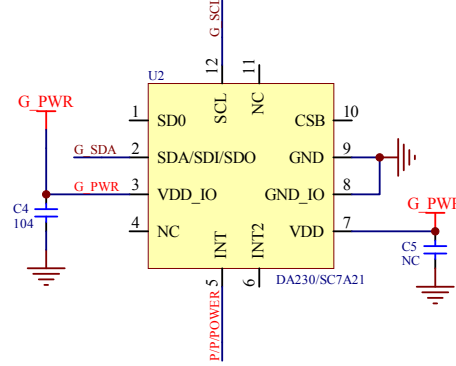 G_SCL
U2
12
11
G_PWR
SCL
NC
1
SD0
CSB
10
G_SDA
2
SDA/SDI/SDO
GND
9
G_PWR
3
VDD_IO
GND_IO
8
C4
104
4
NC
VDD
7
G_PWR
INT
INT2
C5
NC
5
6
DA230/SC7A21
P/P/POWER